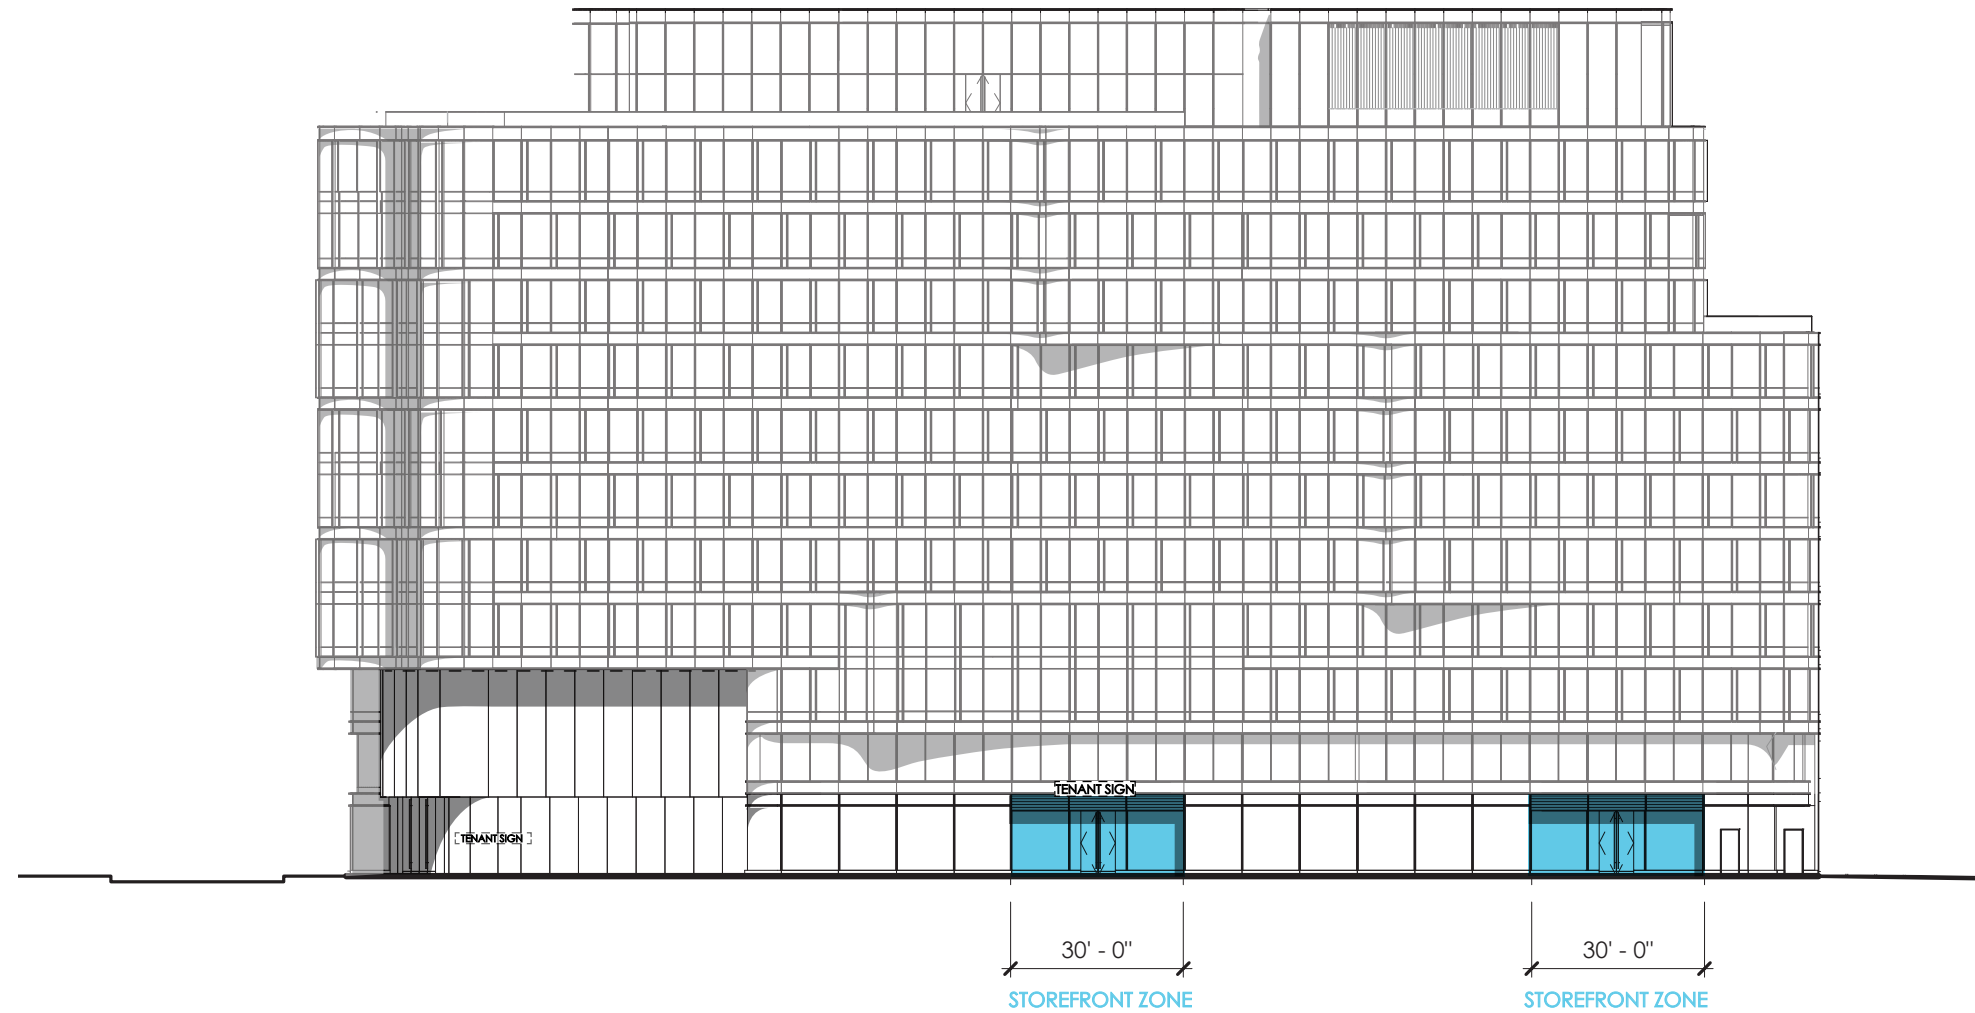 TENANT SIGN
TENANT SIGN
30' - 0"
30' - 0"
STOREFRONT ZONE
STOREFRONT ZONE